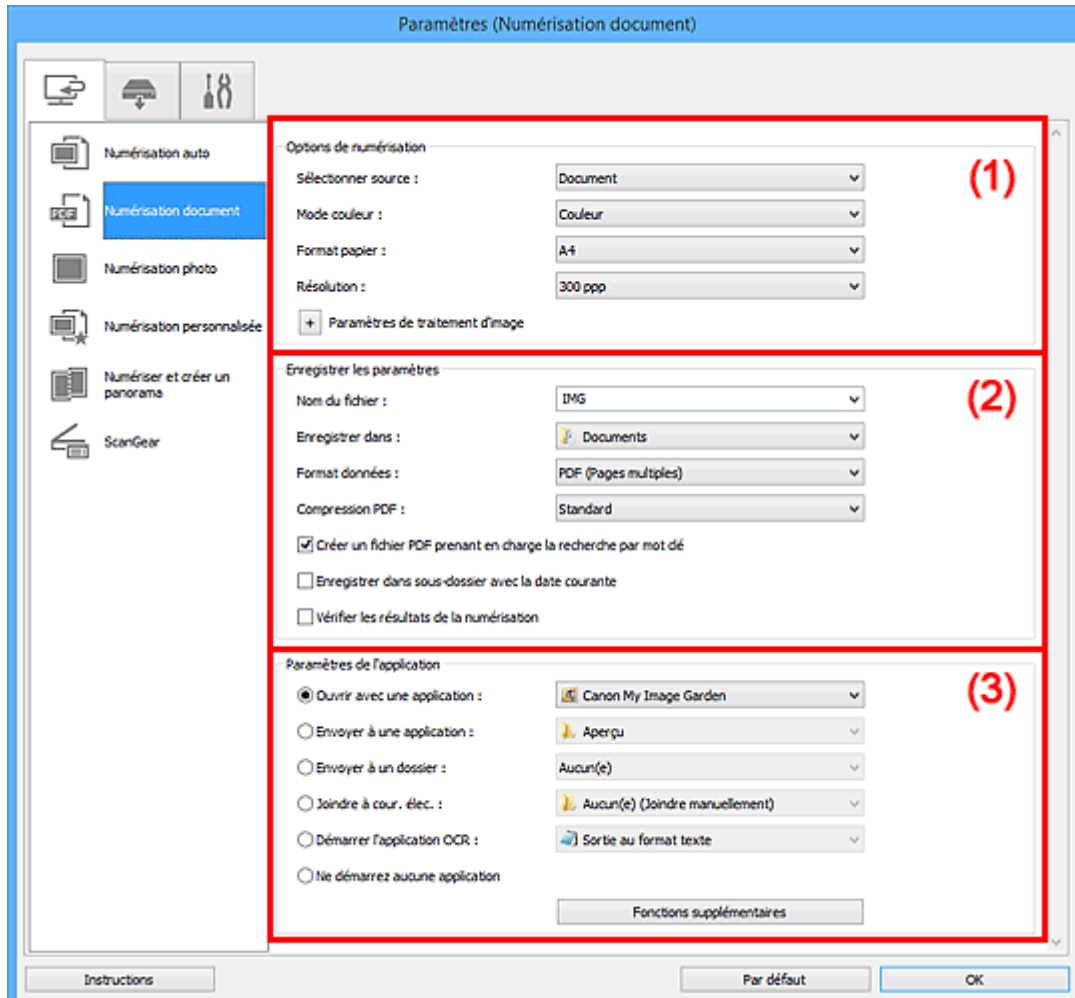 Paramètres (Numérisation document)
Numérisation auto
PDF
Numérisation document
Numérisation photo
Numérisation personnalisée
Numériser et créer un
panorama
ScanGear
Options de numérisation
(1)
Sélectionner source : Document
Mode couleur : Couleur
Format papier : A4
Résolution : 300 ppp
+ Paramètres de traitement d'image
Enregistrer les paramètres
(2)
Nom du fichier : IMG
Enregistrer dans : Documents
Format données : PDF (Pages multiples)
Compression PDF : Standard
Créer un fichier PDF prenant en charge la recherche par mot clé
Enregistrer dans sous-dossier avec la date courante
Vérifier les résultats de la numérisation
Paramètres de l'application
(3)
Ouvrir avec une application : Canon My Image Garden
Envoyer à une application : Aperçu
Envoyer à un dossier : Aucun(e)
Joindre à cour. élec. : Aucun(e) (Joindre manuellement)
Démarrer l'application OCR : Sortie au format texte
Ne démarrez aucune application
Fonctions supplémentaires
Instructions
Par défaut
OK